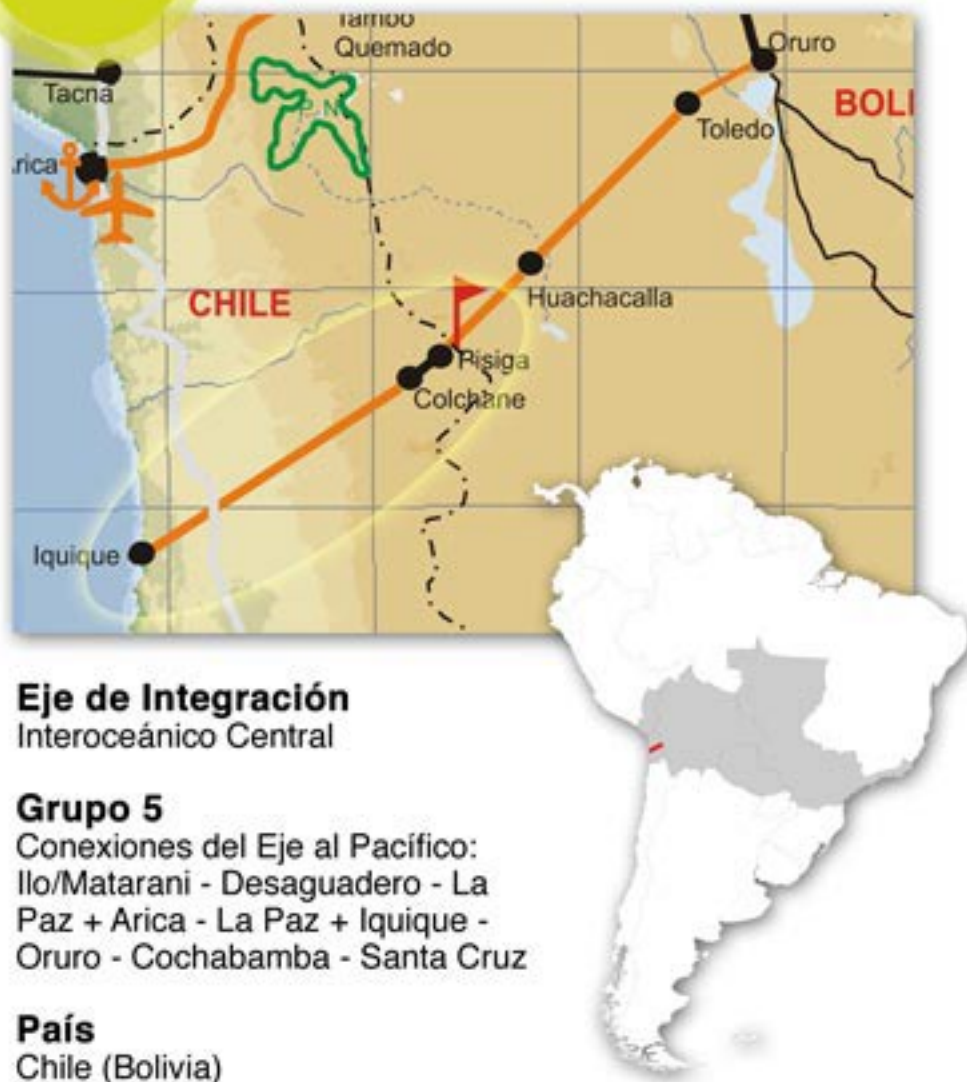 Tambo
Quemado
Oruro
Tacna
BOLI
Toledo
P.N.
rica
CHILE
Huachacalla
Pisiga
Colchane
Iquique
Eje de Integración
Interoceánico Central
Grupo 5
Conexiones del Eje al Pacífico:
Ilo/Matarani - Desaguadero - La
Paz + Arica - La Paz + Iquique -
Oruro - Cochabamba - Santa Cruz
País
Chile (Bolivia)